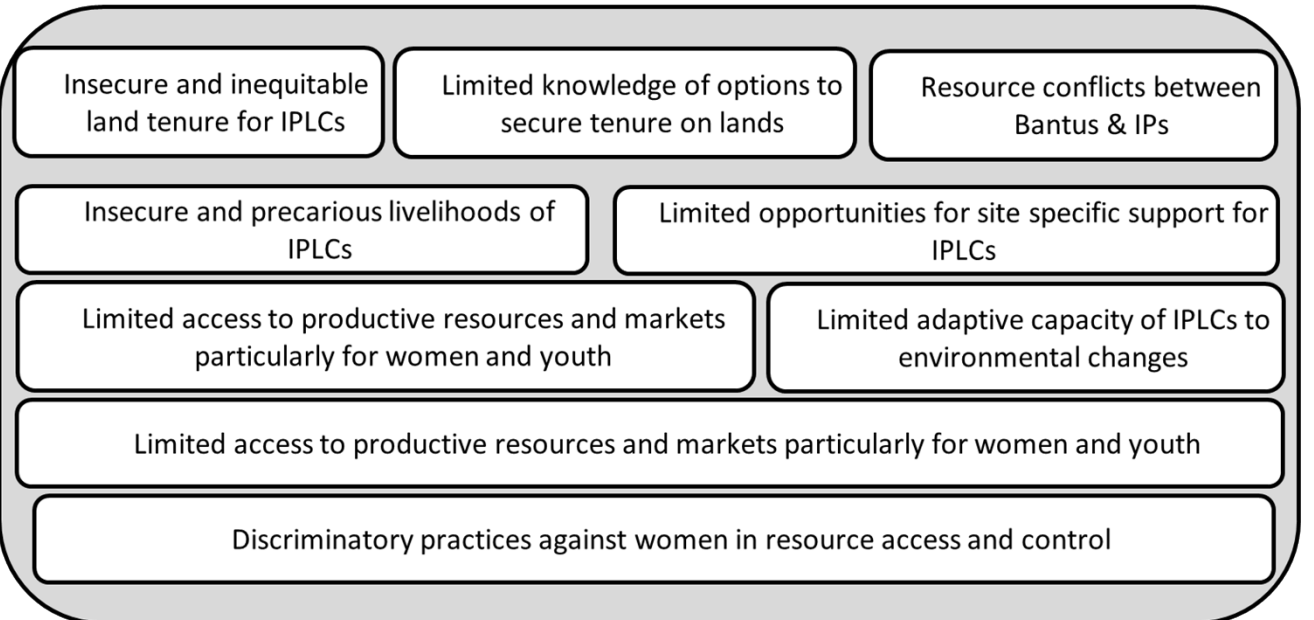 Insecure and inequitable
land tenure for IPLCs
Limited knowledge of options to
secure tenure on lands
Resource conflicts between
Bantus & IPs
Insecure and precarious livelihoods of
IPLCs
Limited opportunities for site specific support for
IPLCs
Limited access to productive resources and markets
particularly for women and youth
Limited adaptive capacity of IPLCs to
environmental changes
Limited access to productive resources and markets particularly for women and youth
Discriminatory practices against women in resource access and control